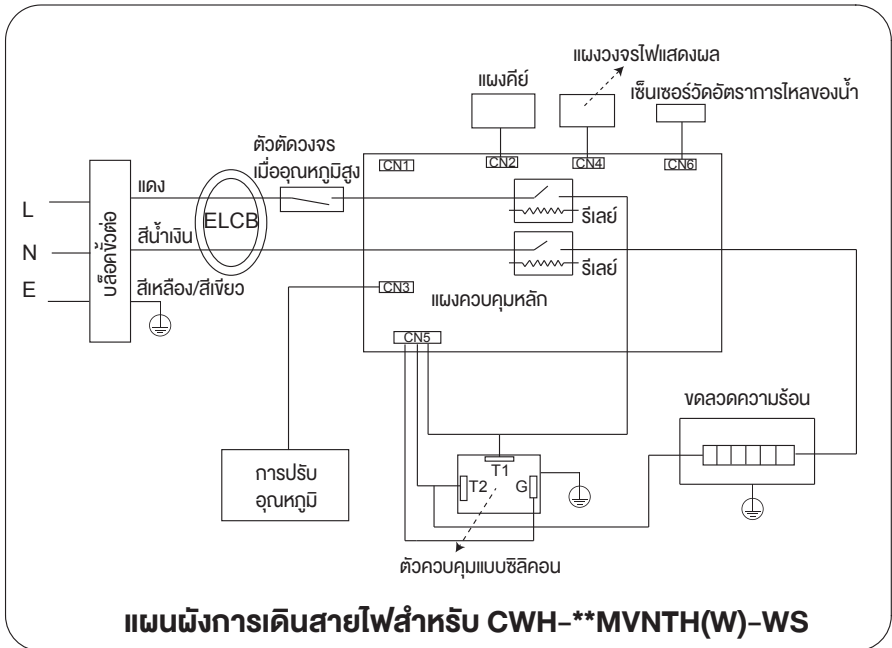 แผงวงจรไฟแสดงผล
แผงคีย์
เซ็นเซอร์วัดอัตราการไหลของน้ำ
ตัวตัดวงจร
เมื่ออุณหภูมิสูง
CN1
CN2
CN4
CN6
แดง
L
ELCB
รีเลย์
บล็อคขั้วต่อ
สีน้ำเงิน
N
รีเลย์
E
สีเหลือง/สีเขียว
CN3
แผงควบคุมหลัก
CN5
ขดลวดความร้อน
การปรับ
อุณหภูมิ
T1
T2
G
ตัวควบคุมแบบซิลิคอน
แผนผังการเดินสายไฟสำหรับ CWH-**MVNTH(W)-WS